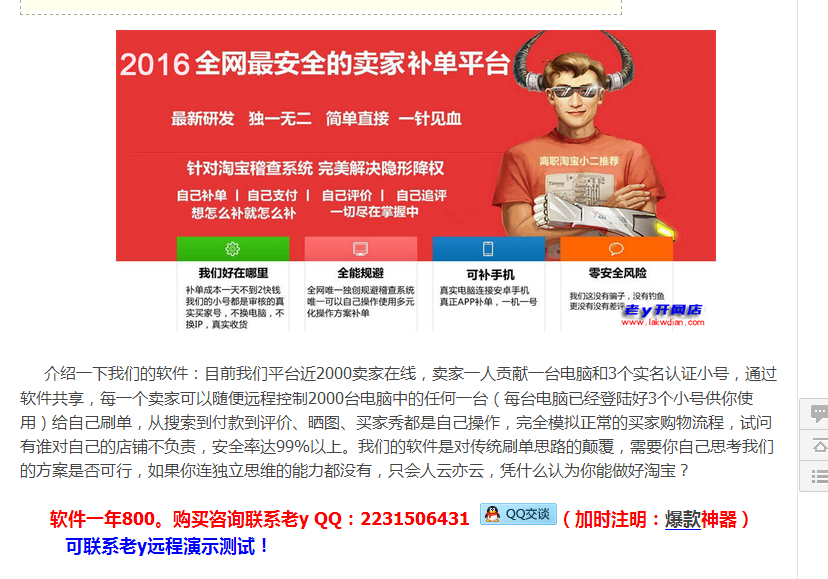 2016 全网最安全的卖家补单平台
最新研发 独一无二 简单直接 一针见血
离职淘宝小二推荐
针对淘宝稽查系统 完美解决隐形降权
自己补单 | 自己支付 | 自己评价 | 自己追评
想怎么补就怎么补 一切尽在掌握中
我们好在哪里
补单成本一天不到2快钱
我们的小号都是审核的真
实买家号，不换电脑，不
换IP，真实收货
全能规避
全网唯一独创规避稽查系统
唯一可以自己操作使用多元
化操作方案补单
可补手机
真实电脑连接安卓手机
真正APP补单，一机一号
零安全风险
我们这没有骗子，没有钓鱼
更没有没有差评
老y开网店
www.lakwdian.com
介绍一下我们的软件：目前我们平台近2000卖家在线，卖家一人贡献一台电脑和3个实名认证小号，通过
软件共享，每一个卖家可以随便远程控制2000台电脑中的任何一台（每台电脑已经登陆好3个小号供你使
用）给自己刷单，从搜索到付款到评价、晒图、买家秀都是自己操作，完全模拟正常的买家购物流程，试问
有谁对自己的店铺不负责，安全率达99%以上。我们的软件是对传统刷单思路的颠覆，需要你自己思考我们
的方案是否可行，如果你连独立思维的能力都没有，只会人云亦云，凭什么认为你能做好淘宝？
软件一年800。购买咨询联系老y QQ：2231506431 QQ交谈 （加时注明：爆款神器）
可联系老y远程演示测试！